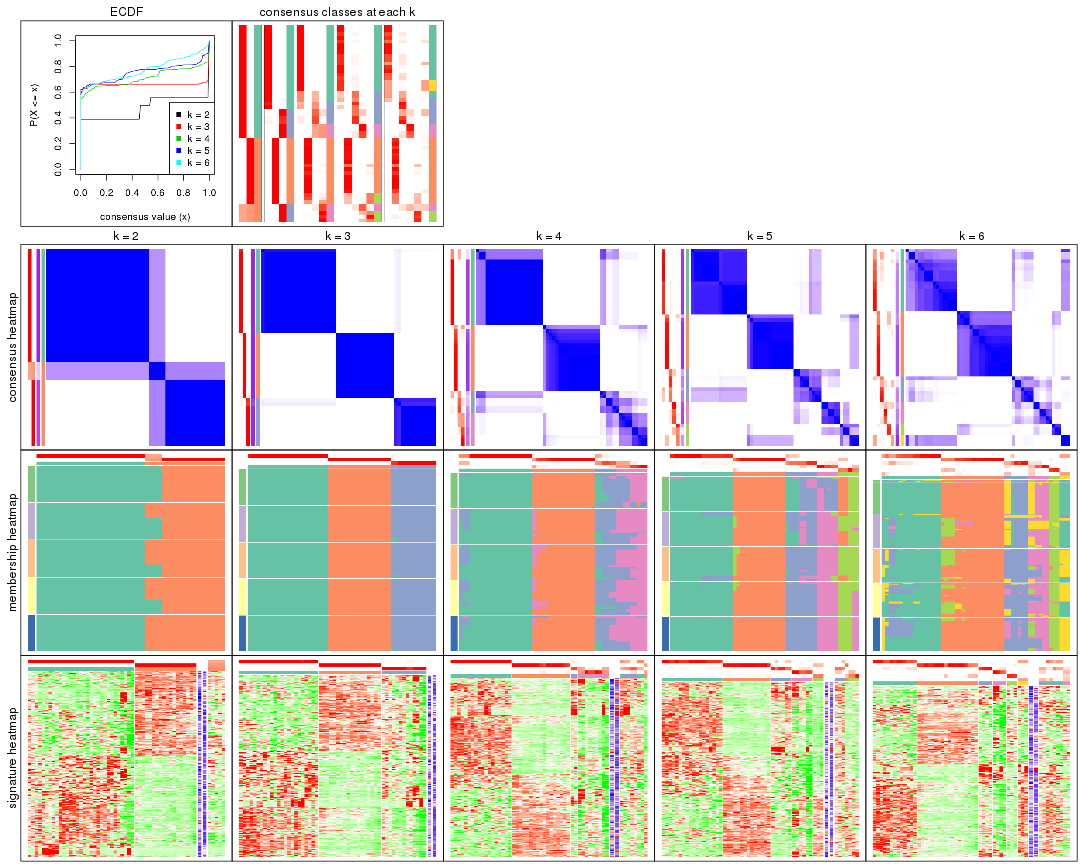 ECDF
consensus classes at each k
P(X <= x)
0.0 0.2 0.4 0.6 0.8 1.0
k = 2
k = 3
k = 4
k = 5
k = 6
0.0 0.2 0.4 0.6 0.8 1.0
consensus value (x)
k = 2
k = 3
k = 4
k = 5
k = 6
consensus heatmap
membership heatmap
signature heatmap